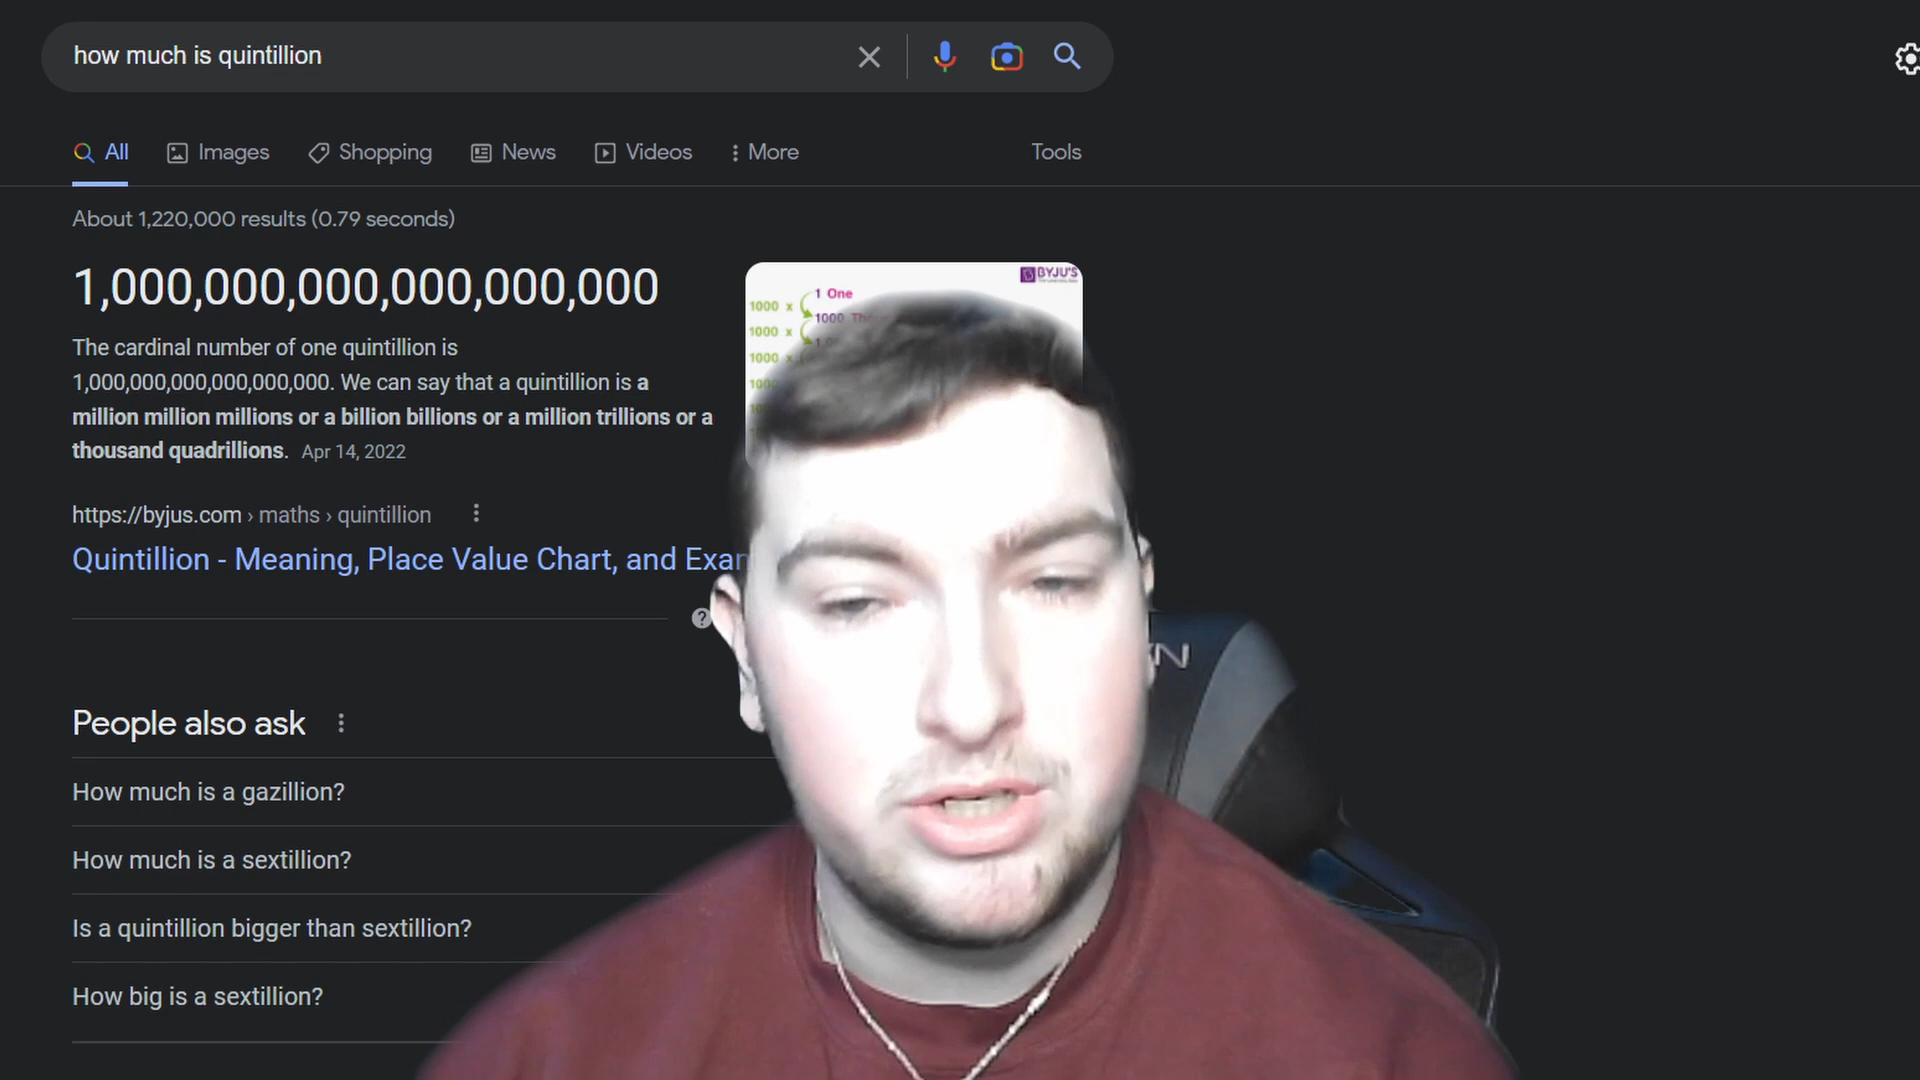 how much is quintillion
All Images Shopping News Videos More Tools
About 1,220,000 results (0.79 seconds)
1,000,000,000,000,000,000
The cardinal number of one quintillion is
1,000,000,000,000,000,000. We can say that a quintillion is a
million million millions or a billion billions or a million trillions or a
thousand quadrillions. Apr 14, 2022
BYJU'S
1 One
1000 x
1000
1000 x
1000 x
https://byjus.com › maths › quintillion
Quintillion - Meaning, Place Value Chart, and
People also ask
How much is a gazillion?
How much is a sextillion?
Is a quintillion bigger than sextillion?
How big is a sextillion?